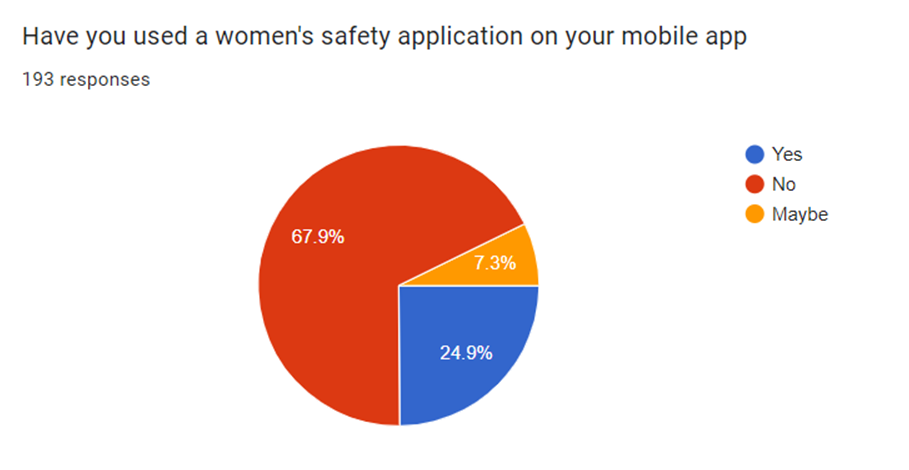 Have you used a women's safety application on your mobile app
193 responses
Yes
No
Maybe
67.9%
7.3%
24.9%